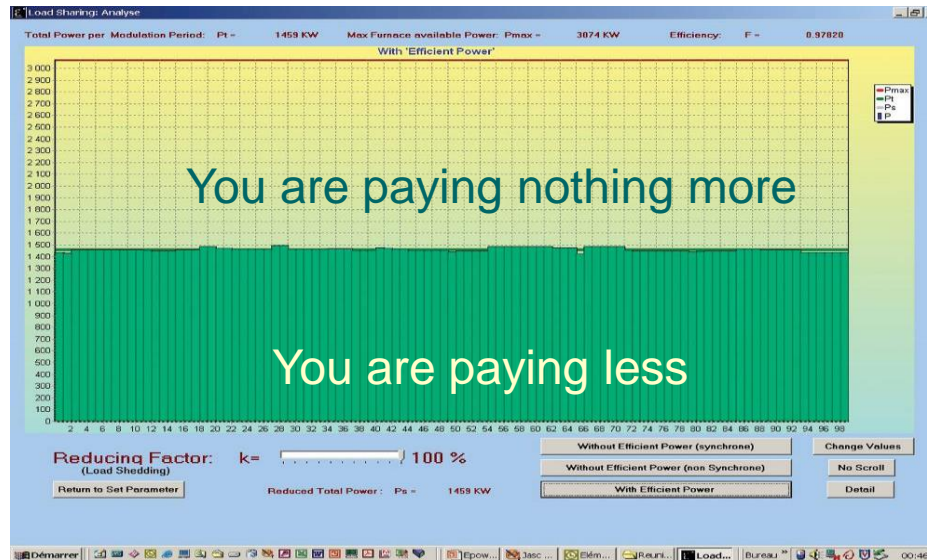 Load Sharing: Analyse
Total Power per Modulation Period: Pt = 1459 KW Max Furnace available Power: Pmax = 3074 KW Efficiency: F = 0.97820
With 'Efficient Power'
3 000
2 900
2 800
2 700
2 600
2 500
2 400
2 300
2 200
2 100
2 000
1 900
1 800
1 700
1 600
1 500
1 400
1 300
1 200
1 100
1 000
900
800
700
600
500
400
300
200
100
0
Pmax
Pt
Ps
P
You are paying nothing more
You are paying less
2 4 6 8 10 12 14 16 18 20 22 24 26 28 30 32 34 36 38 40 42 44 46 48 50 52 54 56 58 60 62 64 66 68 70 72 74 76 78 80 82 84 86 88 90 92 94 96 98
Reducing Factor: k= 100 %
(Load Shedding)
Return to Set Parameter
Reduced Total Power : Ps = 1459 KW
Without Efficient Power (synchrone)
Without Efficient Power (non Synchrone)
With Efficient Power
Change Values
No Scroll
Detail
Démarrer Epow... Jasc ... Elém... Reuni... Load... Bureau » 00:46